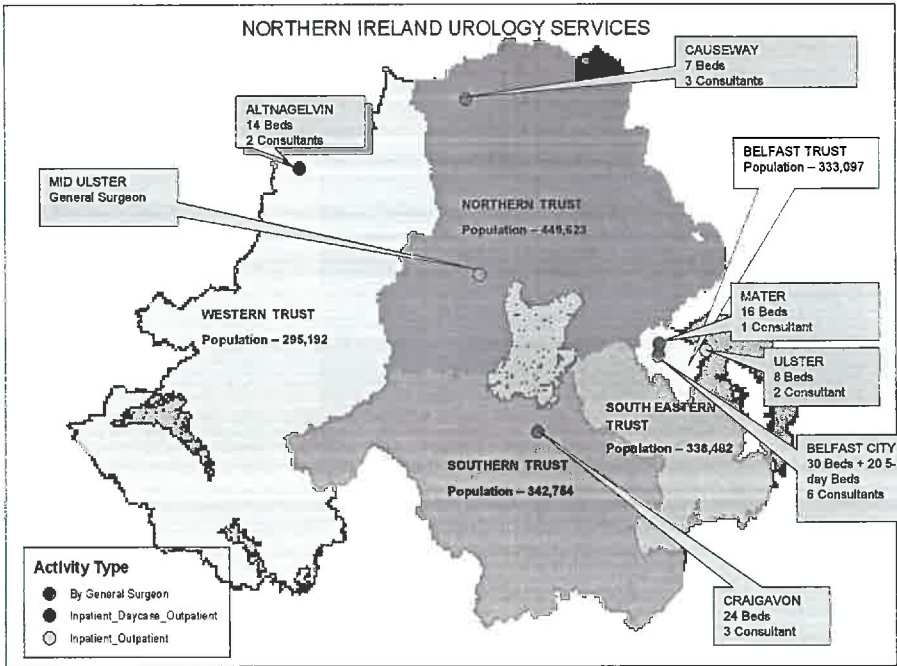 NORTHERN IRELAND UROLOGY SERVICES
CAUSEWAY
7 Beds
3 Consultants
ALTNAGELVIN
14 Beds
2 Consultants
BELFAST TRUST
Population – 333,097
MID ULSTER
General Surgeon
NORTHERN TRUST
Population – 449,623
MATER
16 Beds
1 Consultant
WESTERN TRUST
Population – 295,192
ULSTER
8 Beds
2 Consultant
SOUTH EASTERN
TRUST
Population – 338,482
BELFAST CITY
30 Beds + 20 5-
day Beds
6 Consultants
SOUTHERN TRUST
Population – 342,754
Activity Type
By General Surgeon
Inpatient_Daycase_Outpatient
Inpatient_Outpatient
CRAIGAVON
24 Beds
3 Consultant